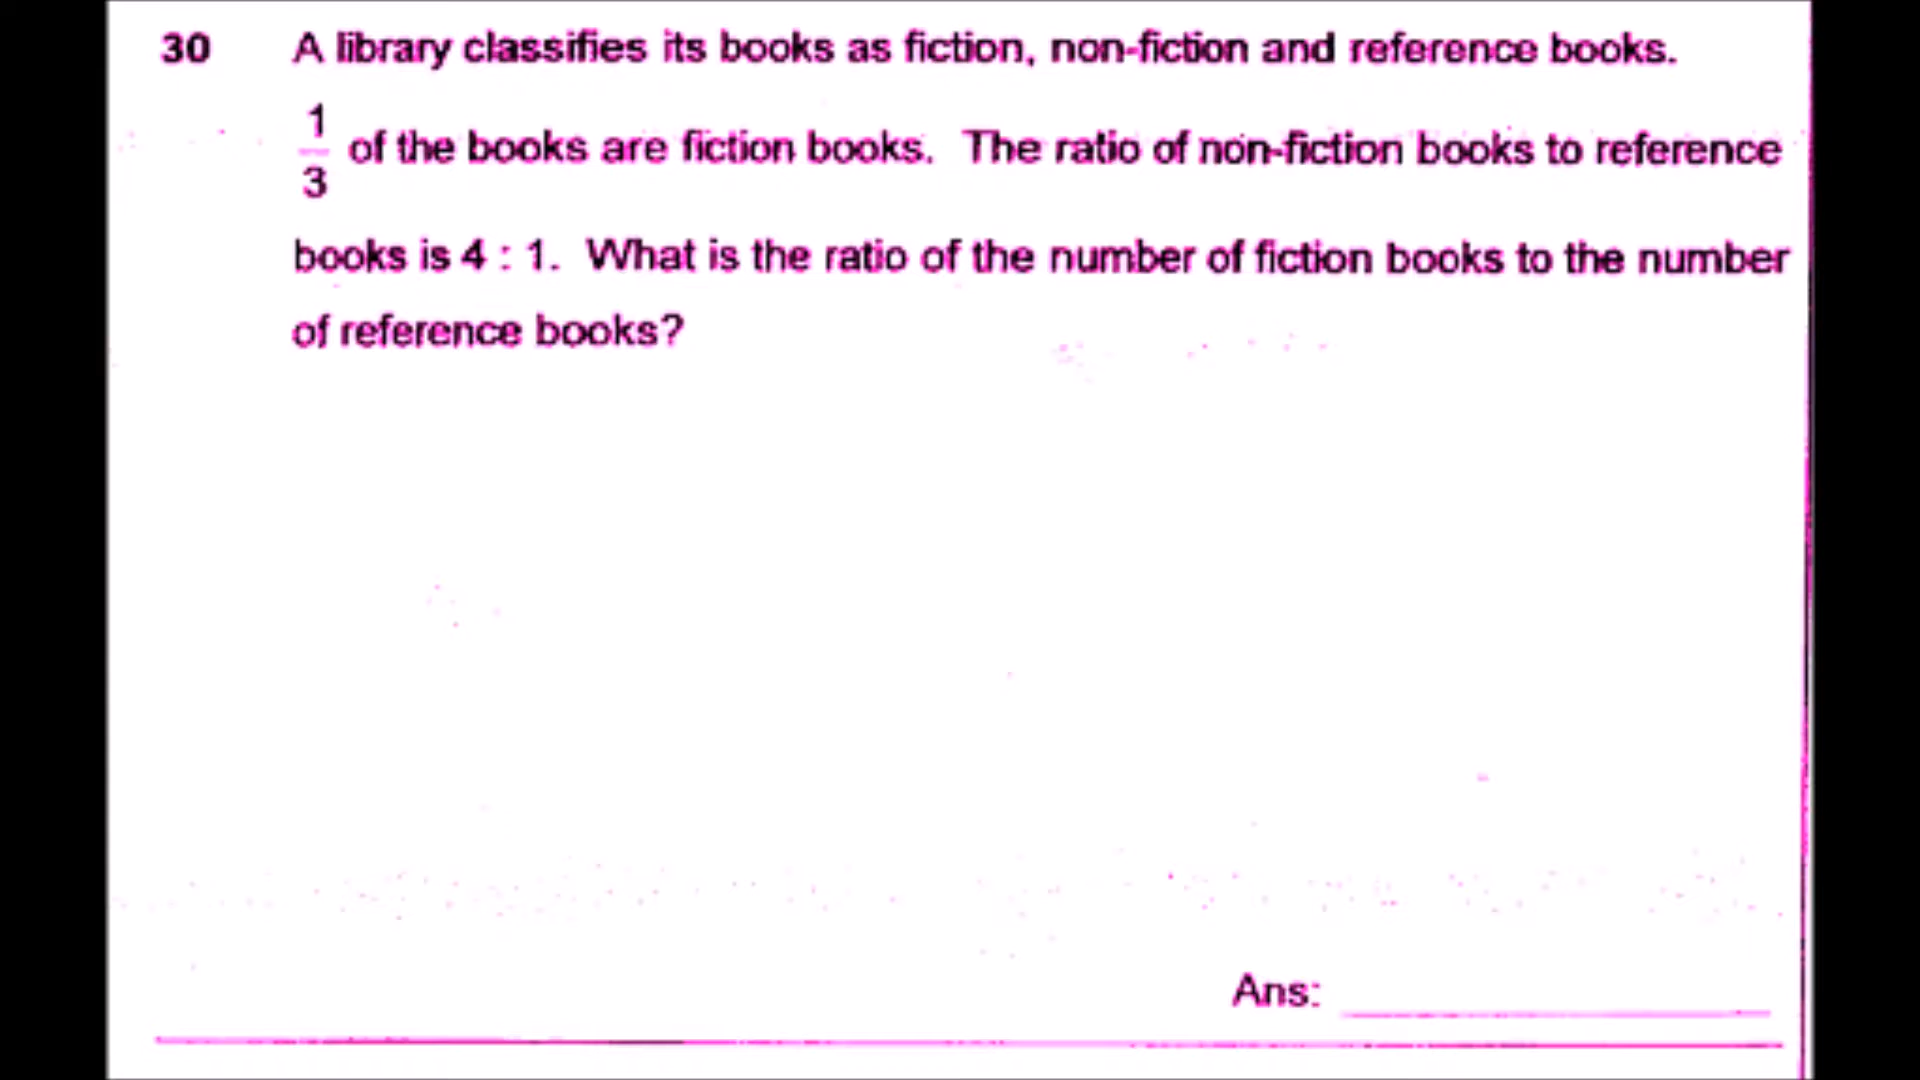 30 A library classifies its books as fiction, non-fiction and reference books.
1/3 of the books are fiction books. The ratio of non-fiction books to reference
books is 4 : 1. What is the ratio of the number of fiction books to the number
of reference books?
Ans: